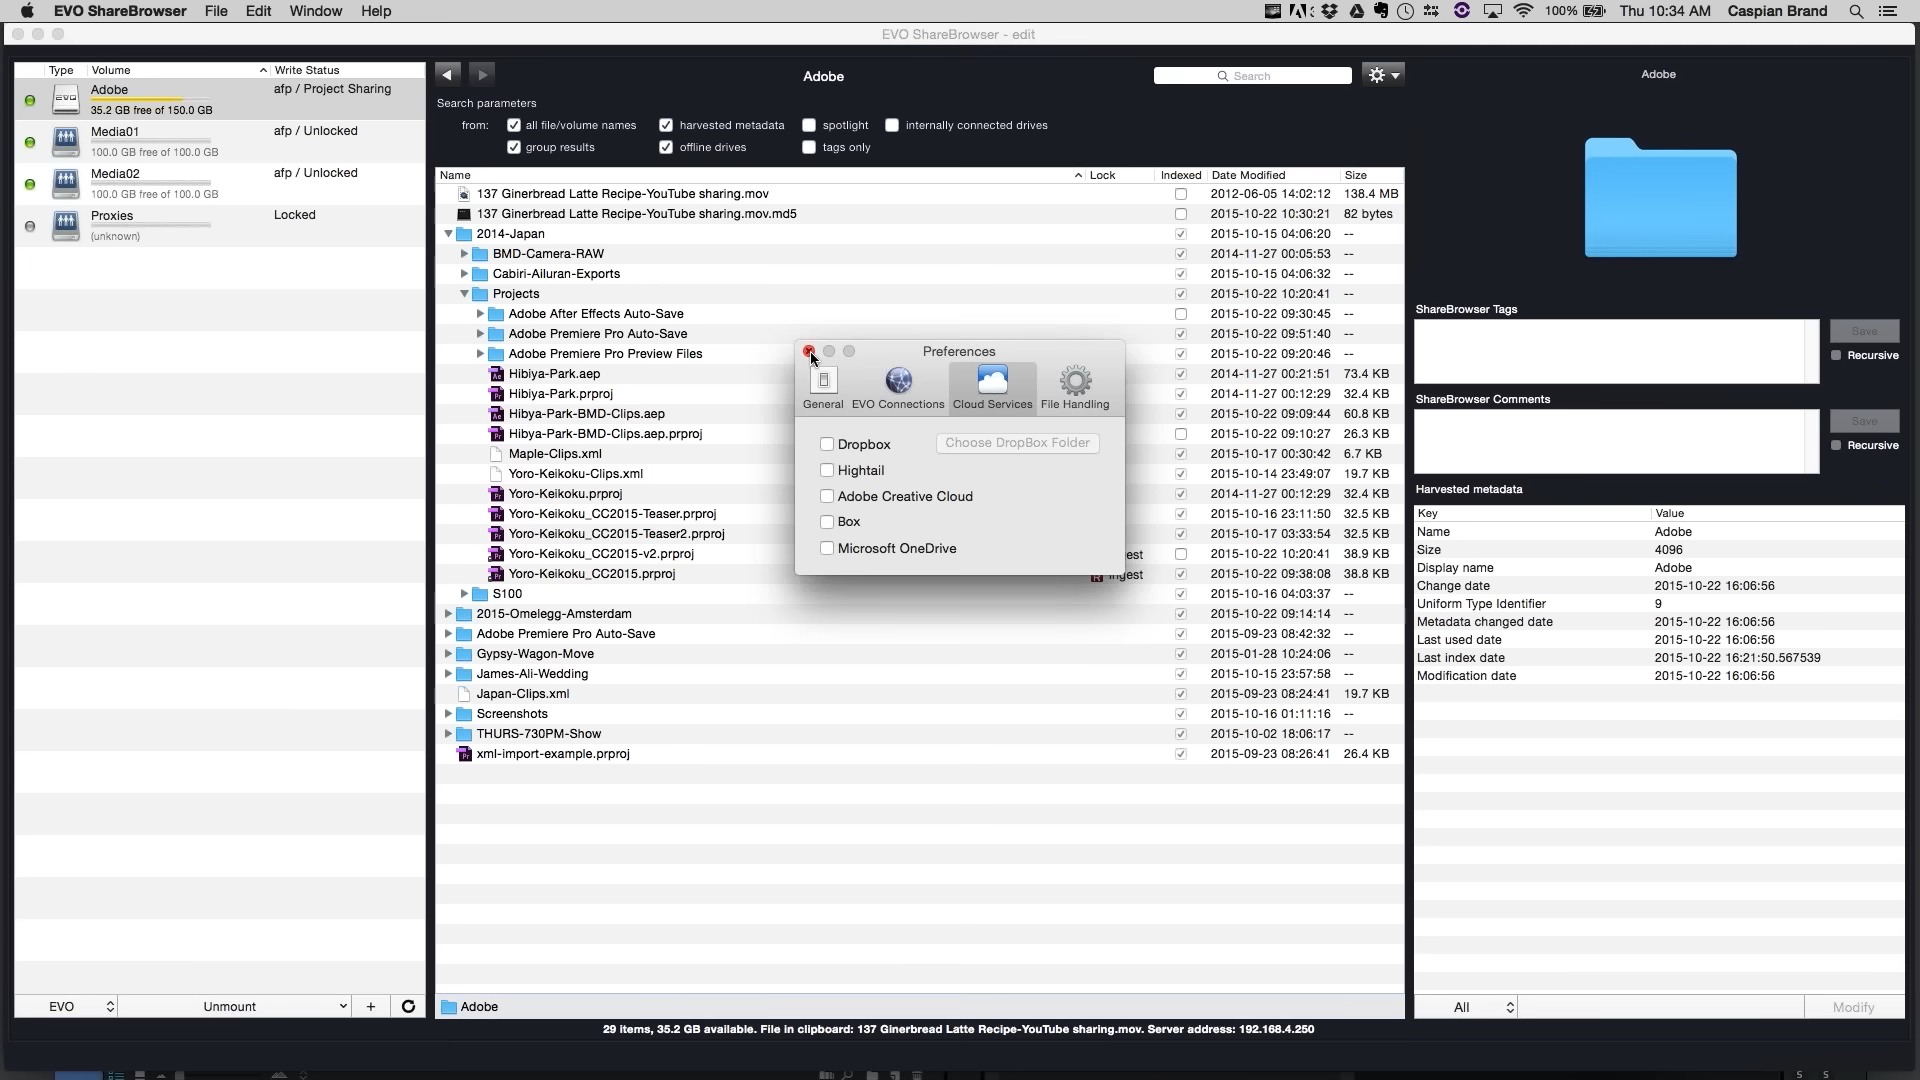 EVO ShareBrowser File Edit Window Help
100% Thu 10:34 AM Caspian Brand
EVO ShareBrowser - edit
Type Volume Write Status
Adobe afp / Project Sharing
35.2 GB free of 150.0 GB
Media01 afp / Unlocked
100.0 GB free of 100.0 GB
Media02 afp / Unlocked
100.0 GB free of 100.0 GB
Proxies Locked
(unknown)
EVO Unmount +
Adobe
Search
Search parameters
from: all file/volume names harvested metadata spotlight internally connected drives
group results offline drives tags only
Name Lock Indexed Date Modified Size
137 Ginerbread Latte Recipe-YouTube sharing.mov 2012-06-05 14:02:12 138.4 MB
137 Ginerbread Latte Recipe-YouTube sharing.mov.md5 2015-10-22 10:30:21 82 bytes
2014-Japan 2015-10-15 04:06:20 --
BMD-Camera-RAW 2014-11-27 00:05:53 --
Cabiri-Ailuran-Exports 2015-10-15 04:06:32 --
Projects 2015-10-22 10:20:41 --
Adobe After Effects Auto-Save 2015-10-22 09:30:45 --
Adobe Premiere Pro Auto-Save 2015-10-22 09:51:40 --
Adobe Premiere Pro Preview Files 2015-10-22 09:20:46 --
Hibiya-Park.aep 2014-11-27 00:21:51 73.4 KB
Hibiya-Park.prproj 2014-11-27 00:12:29 32.4 KB
Hibya-Park-BMD-Clips.aep 2015-10-22 09:09:44 60.8 KB
Hibya-Park-BMD-Clips.aep.prproj 2015-10-22 09:10:27 26.3 KB
Maple-Clips.xml 2015-10-17 00:30:42 6.7 KB
Yoro-Keikoku-Clips.xml 2015-10-14 23:49:07 19.7 KB
Yoro-Keikoku.prproj 2014-11-27 00:12:29 32.4 KB
Yoro-Keikoku_CC2015-Teaser.prproj 2015-10-16 23:11:50 32.5 KB
Yoro-Keikoku_CC2015-Teaser2.prproj 2015-10-17 03:33:54 32.5 KB
Yoro-Keikoku_CC2015-v2.prproj est 2015-10-22 10:20:41 38.9 KB
Yoro-Keikoku_CC2015.prproj ingest 2015-10-22 09:38:08 38.8 KB
S100 2015-10-16 04:03:37 --
2015-Omelegg-Amsterdam 2015-10-22 09:14:14 --
Adobe Premiere Pro Auto-Save 2015-09-23 08:42:32 --
Gypsy-Wagon-Move 2015-01-28 10:24:06 --
James-Ali-Wedding 2015-10-15 23:57:58 --
Japan-Clips.xml 2015-09-23 08:24:41 19.7 KB
Screenshots 2015-10-16 01:11:16 --
THURS-730PM-Show 2015-10-02 18:06:17 --
xml-import-example.prproj 2015-09-23 08:26:41 26.4 KB
Adobe
Preferences
General EVO Connections Cloud Services File Handling
Dropbox Choose DropBox Folder
Hightail
Adobe Creative Cloud
Box
Microsoft OneDrive
Adobe
ShareBrowser Tags
Save
Recursive
ShareBrowser Comments
Save
Recursive
Harvested metadata
Key Value
Name Adobe
Size 4096
Display name Adobe
Change date 2015-10-22 16:06:56
Uniform Type Identifier 9
Metadata changed date 2015-10-22 16:06:56
Last used date 2015-10-22 16:06:56
Last index date 2015-10-22 16:21:50.567539
Modification date 2015-10-22 16:06:56
All Modify
29 items, 35.2 GB available. File in clipboard: 137 Ginerbread Latte Recipe-YouTube sharing.mov. Server address: 192.168.4.250
S S